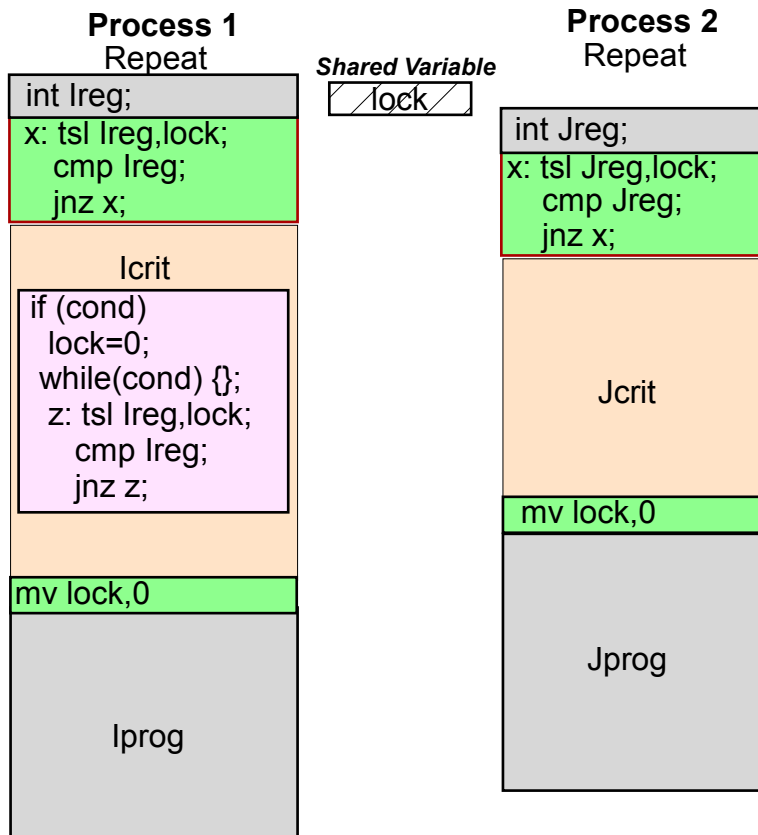 Process 1
Repeat
int Ireg;
x: tsl Ireg,lock;
cmp Ireg;
jnz x;
Icrit
if (cond)
lock=0;
while(cond) {};
z: tsl Ireg,lock;
cmp Ireg;
jnz z;
mv lock,0
Iprog
Shared Variable
lock
Process 2
Repeat
int Jreg;
x: tsl Jreg,lock;
cmp Jreg;
jnz x;
Jcrit
mv lock,0
Jprog